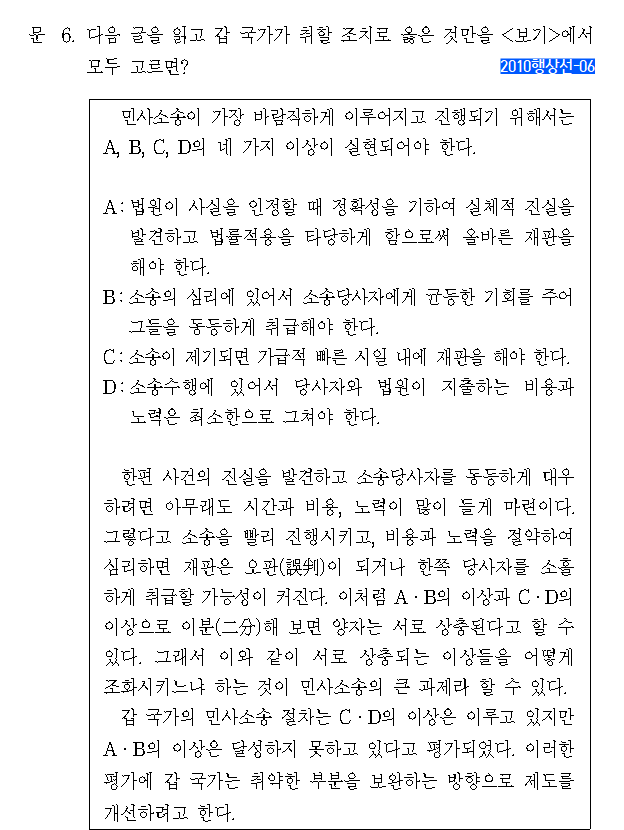 문 6. 다음 글을 읽고 갑 국가가 취할 조치로 옳은 것만을 <보기>에서
모두 고르면?
2010행상선-06
민사소송이 가장 바람직하게 이루어지고 진행되기 위해서는
A, B, C, D의 네 가지 이상이 실현되어야 한다.
A : 법원이 사실을 인정할 때 정확성을 기하여 실체적 진실을
발견하고 법률적용을 타당하게 함으로써 올바른 재판을
해야 한다.
B : 소송의 심리에 있어서 소송당사자에게 균등한 기회를 주어
그들을 동등하게 취급해야 한다.
C : 소송이 제기되면 가급적 빠른 시일 내에 재판을 해야 한다.
D : 소송수행에 있어서 당사자와 법원이 지출하는 비용과
노력은 최소한으로 그쳐야 한다.
한편 사건의 진실을 발견하고 소송당사자를 동등하게 대우
하려면 아무래도 시간과 비용, 노력이 많이 들게 마련이다.
그렇다고 소송을 빨리 진행시키고, 비용과 노력을 절약하여
심리하면 재판은 오판(誤判)이 되거나 한쪽 당사자를 소홀
하게 취급할 가능성이 커진다. 이처럼 A · B의 이상과 C · D의
이상으로 이분(二分)해 보면 양자는 서로 상충된다고 할 수
있다. 그래서 이와 같이 서로 상충되는 이상들을 어떻게
조화시키느냐 하는 것이 민사소송의 큰 과제라 할 수 있다.
갑 국가의 민사소송 절차는 C · D의 이상은 이루고 있지만
A · B의 이상은 달성하지 못하고 있다고 평가되었다. 이러한
평가에 갑 국가는 취약한 부분을 보완하는 방향으로 제도를
개선하려고 한다.